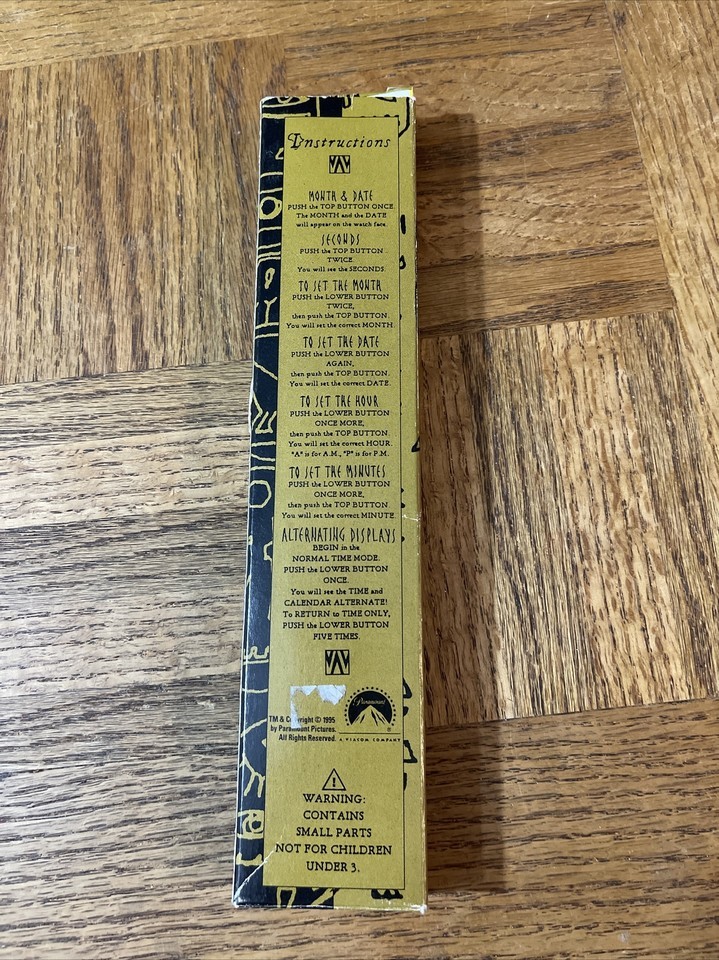 Instructions
MONTH & DATE
PUSH the TOP BUTTON ONCE.
The MONTH and the DATE
will appear on the watch face.
SECONDS
PUSH the TOP BUTTON
TWICE.
You will see the SECONDS.
TO SET THE MONTH
PUSH the LOWER BUTTON
TWICE,
then push the TOP BUTTON.
You will set the correct MONTH.
TO SET THE DATE
PUSH the LOWER BUTTON
AGAIN,
then push the TOP BUTTON.
You will set the correct DATE.
TO SET THE HOUR
PUSH the LOWER BUTTON
ONCE MORE,
then push the TOP BUTTON.
You will set the correct HOUR.
"A" is for A.M., "P" is for P.M.
TO SET THE MINUTES
PUSH the LOWER BUTTON
ONCE MORE,
then push the TOP BUTTON.
You will set the correct MINUTE.
ALTERNATING DISPLAYS
BEGIN in the
NORMAL TIME MODE.
PUSH the LOWER BUTTON
ONCE.
You will see the TIME and
CALENDAR ALTERNATE!
To RETURN to TIME ONLY,
PUSH the LOWER BUTTON
FIVE TIMES.
Paramount
TM & Copyright © 1995
by Paramount Pictures.
All Rights Reserved.
A VIACOM COMPANY
WARNING:
CONTAINS
SMALL PARTS
NOT FOR CHILDREN
UNDER 3.